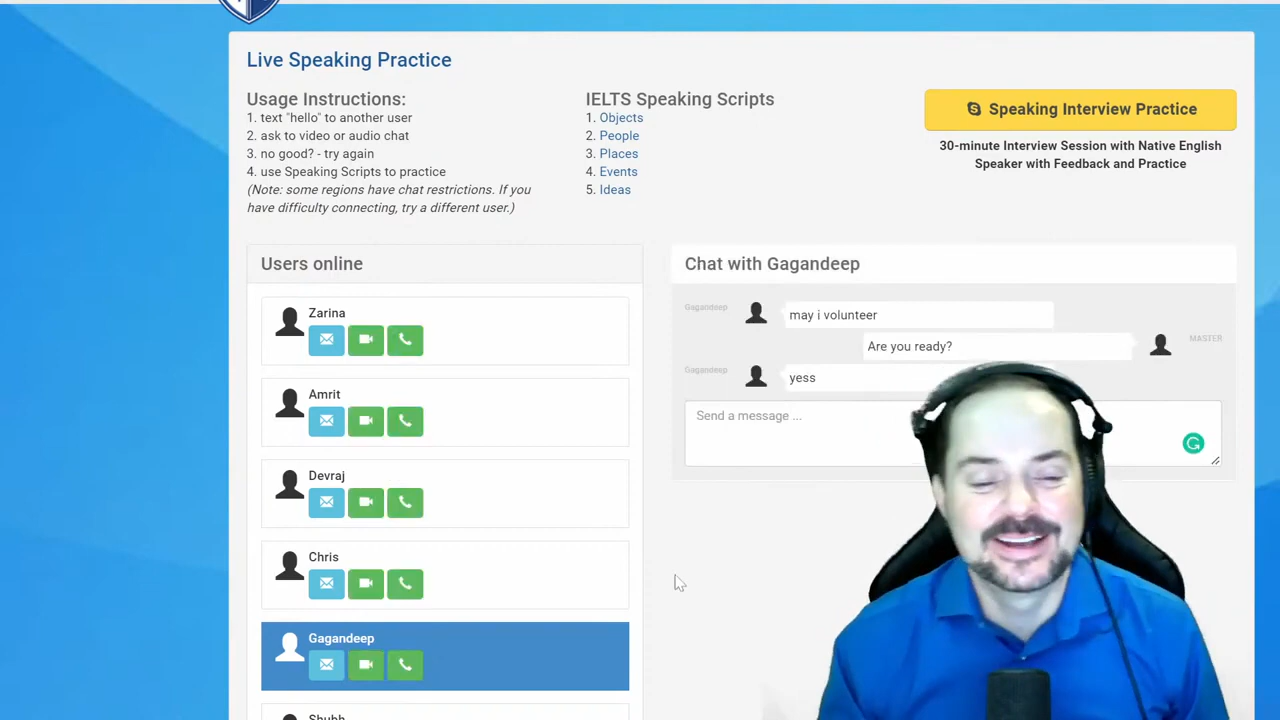 Live Speaking Practice
Usage Instructions:
1. text "hello" to another user
2. ask to video or audio chat
3. no good? - try again
4. use Speaking Scripts to practice
(Note: some regions have chat restrictions. If you
have difficulty connecting, try a different user.)
IELTS Speaking Scripts
1. Objects
2. People
3. Places
4. Events
5. Ideas
Speaking Interview Practice
30-minute Interview Session with Native English
Speaker with Feedback and Practice
Users online
Zarina
Amrit
Devraj
Chris
Gagandeep
Shubh
Chat with Gagandeep
Gagandeep
may i volunteer
Are you ready?
MASTER
Gagandeep
yess
Send a message ...